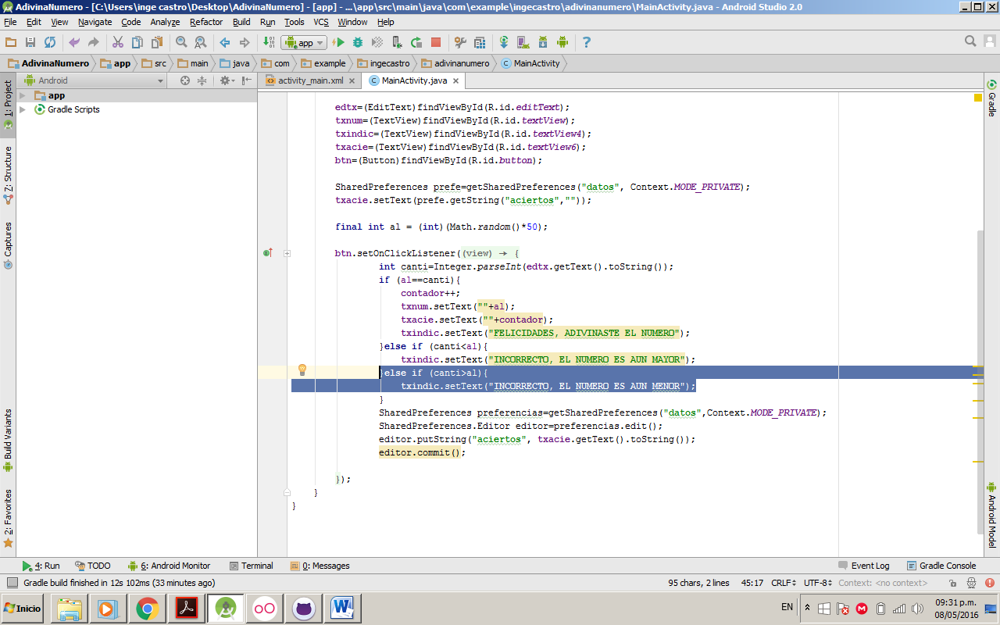 AdivinaNumero - [C:\Users\inge castro\Desktop\AdivinaNumero] - [app] - ...\app\src\main\java\com\example\ingecastro\adivinanumero\MainActivity.java - Android Studio 2.0
File Edit View Navigate Code Analyze Refactor Build Run Tools VCS Window Help
app
AdivinaNumero app src main java com example ingecastro adivinanumero MainActivity
Android
activity_main.xml MainActivity.java
1: Project
7: Structure
Captures
Build Variants
2: Favorites
app
Gradle Scripts
edtx=(EditText)findViewById(R.id.editText);
txnum=(TextView)findViewById(R.id.textView);
txindic=(TextView)findViewById(R.id.textView4);
txacie=(TextView)findViewById(R.id.textView6);
btn=(Button)findViewById(R.id.button);
SharedPreferences prefe=getSharedPreferences("datos", Context.MODE_PRIVATE);
txacie.setText(prefe.getString("aciertos",""));
final int al = (int)(Math.random()*50);
btn.setOnClickListener((view) → {
int canti=Integer.parseInt(edtx.getText().toString());
if (al==canti){
contador++;
txnum.setText(""+al);
txacie.setText(""+contador);
txindic.setText("FELICIDADES, ADIVINASTE EL NUMERO");
}else if (canti<al){
txindic.setText("INCORRECTO, EL NUMERO ES AUN MAYOR");
}else if (canti>al){
txindic.setText("INCORRECTO, EL NUMERO ES AUN MENOR");
}
SharedPreferences preferencias=getSharedPreferences("datos",Context.MODE_PRIVATE);
SharedPreferences.Editor editor=preferencias.edit();
editor.putString("aciertos", txacie.getText().toString());
editor.commit();
});
}
}
Gradle
Android Model
4: Run TODO 6: Android Monitor Terminal 0: Messages Event Log Gradle Console
Gradle build finished in 12s 102ms (33 minutes ago) 95 chars, 2 lines 45:17 CRLF UTF-8 Context: <no context>
Inicio EN 09:31 p.m.
08/05/2016